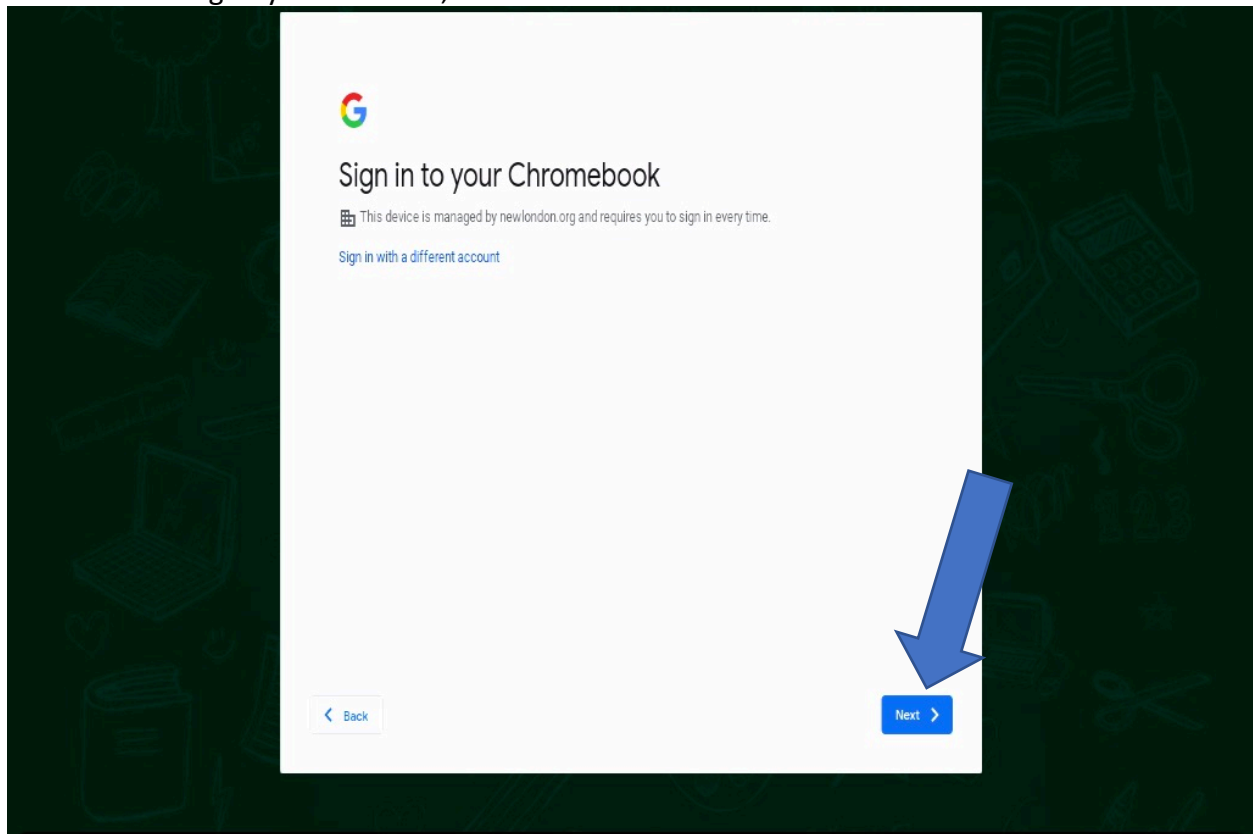 Sign in to your Chromebook
This device is managed by newlondon.org and requires you to sign in every time.
Sign in with a different account
Back
Next